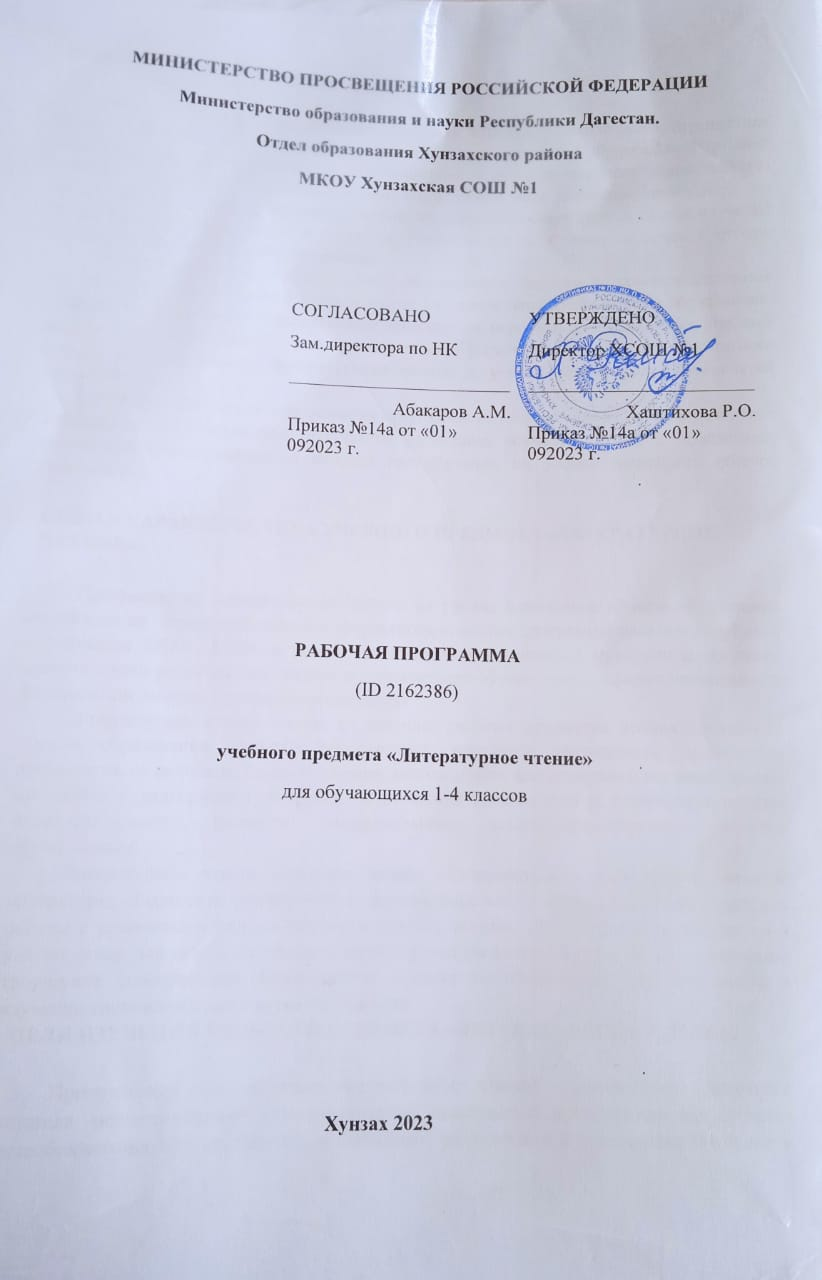 МИНИСТЕРСТВО ПРОСВЕЩЕНИЯ РОССИЙСКОЙ ФЕДЕРАЦИИ
Министерство образования и науки Республики Дагестан.
Отдел образования Хунзахского района
МКОУ Хунзахская СОШ №1
СОГЛАСОВАНО
Зам.директора по НК
Абакаров А.М.
Приказ №14а от «01»
092023 г.
УТВЕРЖДЕНО
Директор ХСОШ №1
Хаштихова Р.О.
Приказ №14а от «01»
092023 г.
РАБОЧАЯ ПРОГРАММА
(ID 2162386)
учебного предмета «Литературное чтение»
для обучающихся 1-4 классов
Хунзах 2023